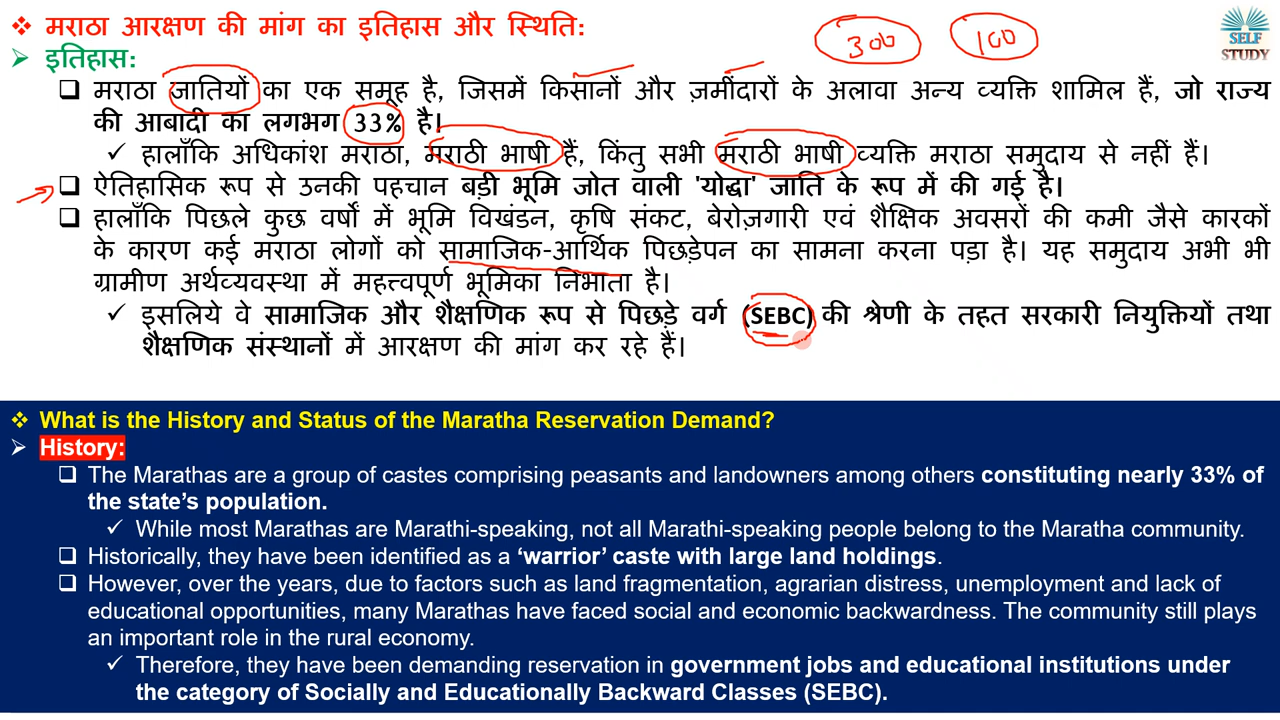 ❖ मराठा आरक्षण की मांग का इतिहास और स्थिति:
300
100
SELF
STUDY
➢ इतिहास:
❑ मराठा जातियों का एक समूह है, जिसमें किसानों और ज़मींदारों के अलावा अन्य व्यक्ति शामिल हैं, जो राज्य
की आबादी का लगभग 33% है।
✓ हालाँकि अधिकांश मराठा, मराठी भाषी हैं, किंतु सभी मराठी भाषी व्यक्ति मराठा समुदाय से नहीं हैं।
❑ ऐतिहासिक रूप से उनकी पहचान बड़ी भूमि जोत वाली 'योद्धा' जाति के रूप में की गई है।
❑ हालाँकि पिछले कुछ वर्षों में भूमि विखंडन, कृषि संकट, बेरोज़गारी एवं शैक्षिक अवसरों की कमी जैसे कारकों
के कारण कई मराठा लोगों को सामाजिक-आर्थिक पिछड़ेपन का सामना करना पड़ा है। यह समुदाय अभी भी
ग्रामीण अर्थव्यवस्था में महत्त्वपूर्ण भूमिका निभाता है।
✓ इसलिये वे सामाजिक और शैक्षणिक रूप से पिछड़े वर्ग (SEBC) की श्रेणी के तहत सरकारी नियुक्तियों तथा
शैक्षणिक संस्थानों में आरक्षण की मांग कर रहे हैं।
❖ What is the History and Status of the Maratha Reservation Demand?
➢ History:
❑ The Marathas are a group of castes comprising peasants and landowners among others constituting nearly 33% of
the state's population.
✓ While most Marathas are Marathi-speaking, not all Marathi-speaking people belong to the Maratha community.
❑ Historically, they have been identified as a ‘warrior’ caste with large land holdings.
❑ However, over the years, due to factors such as land fragmentation, agrarian distress, unemployment and lack of
educational opportunities, many Marathas have faced social and economic backwardness. The community still plays
an important role in the rural economy.
✓ Therefore, they have been demanding reservation in government jobs and educational institutions under
the category of Socially and Educationally Backward Classes (SEBC).